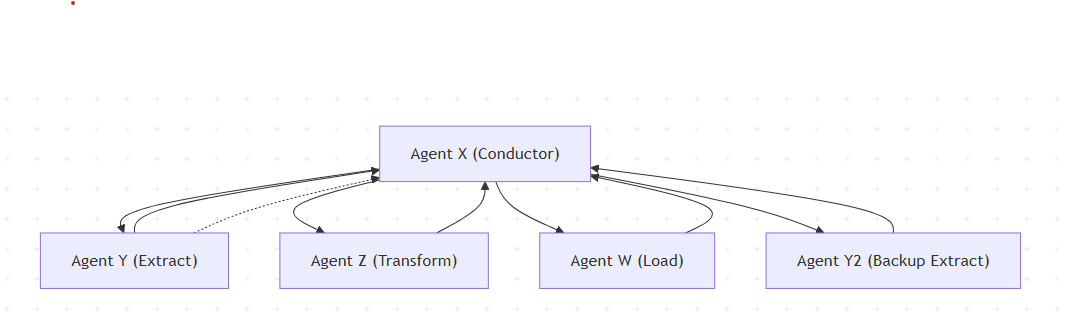 Agent X (Conductor)
Agent Y (Extract)
Agent Z (Transform)
Agent W (Load)
Agent Y2 (Backup Extract)